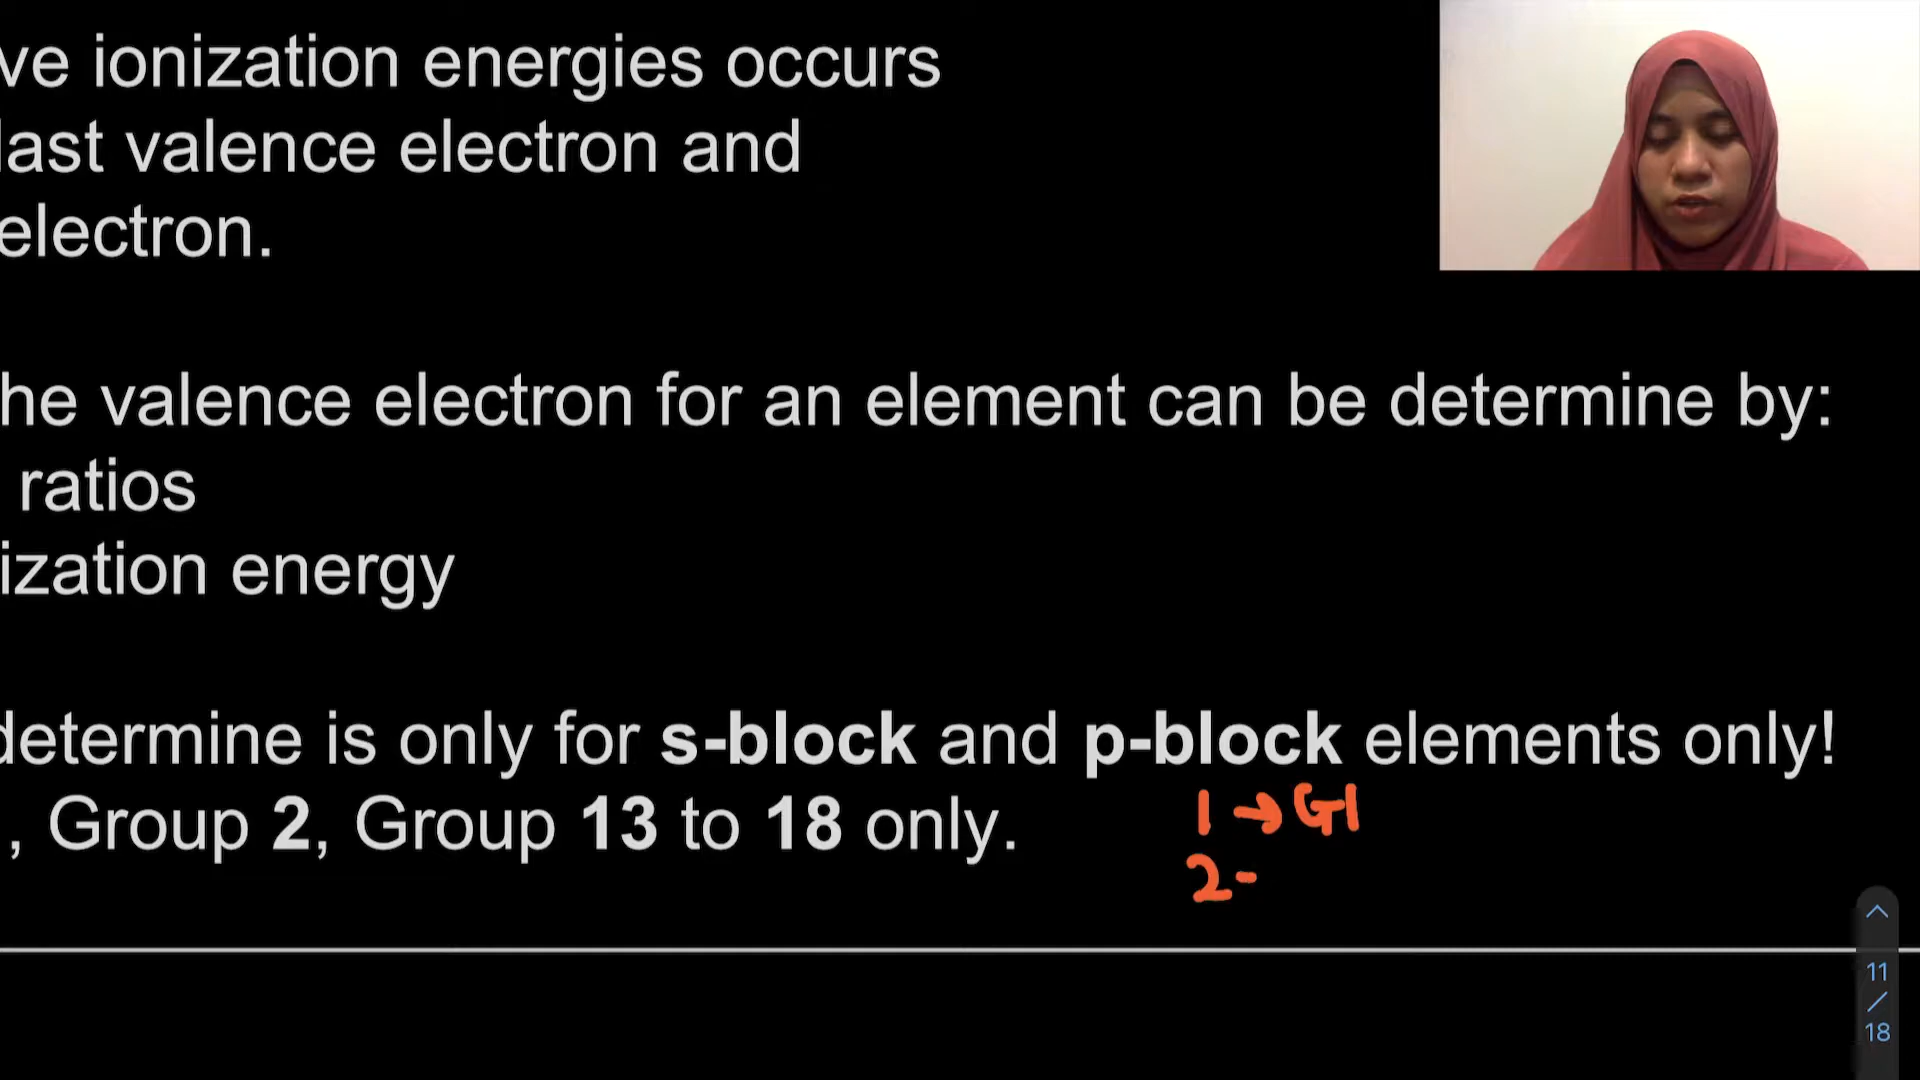 ve ionization energies occurs
last valence electron and
electron.
he valence electron for an element can be determine by:
ratios
ization energy
determine is only for s-block and p-block elements only!
, Group 2, Group 13 to 18 only.
1 → G1
2 -
11
/
18